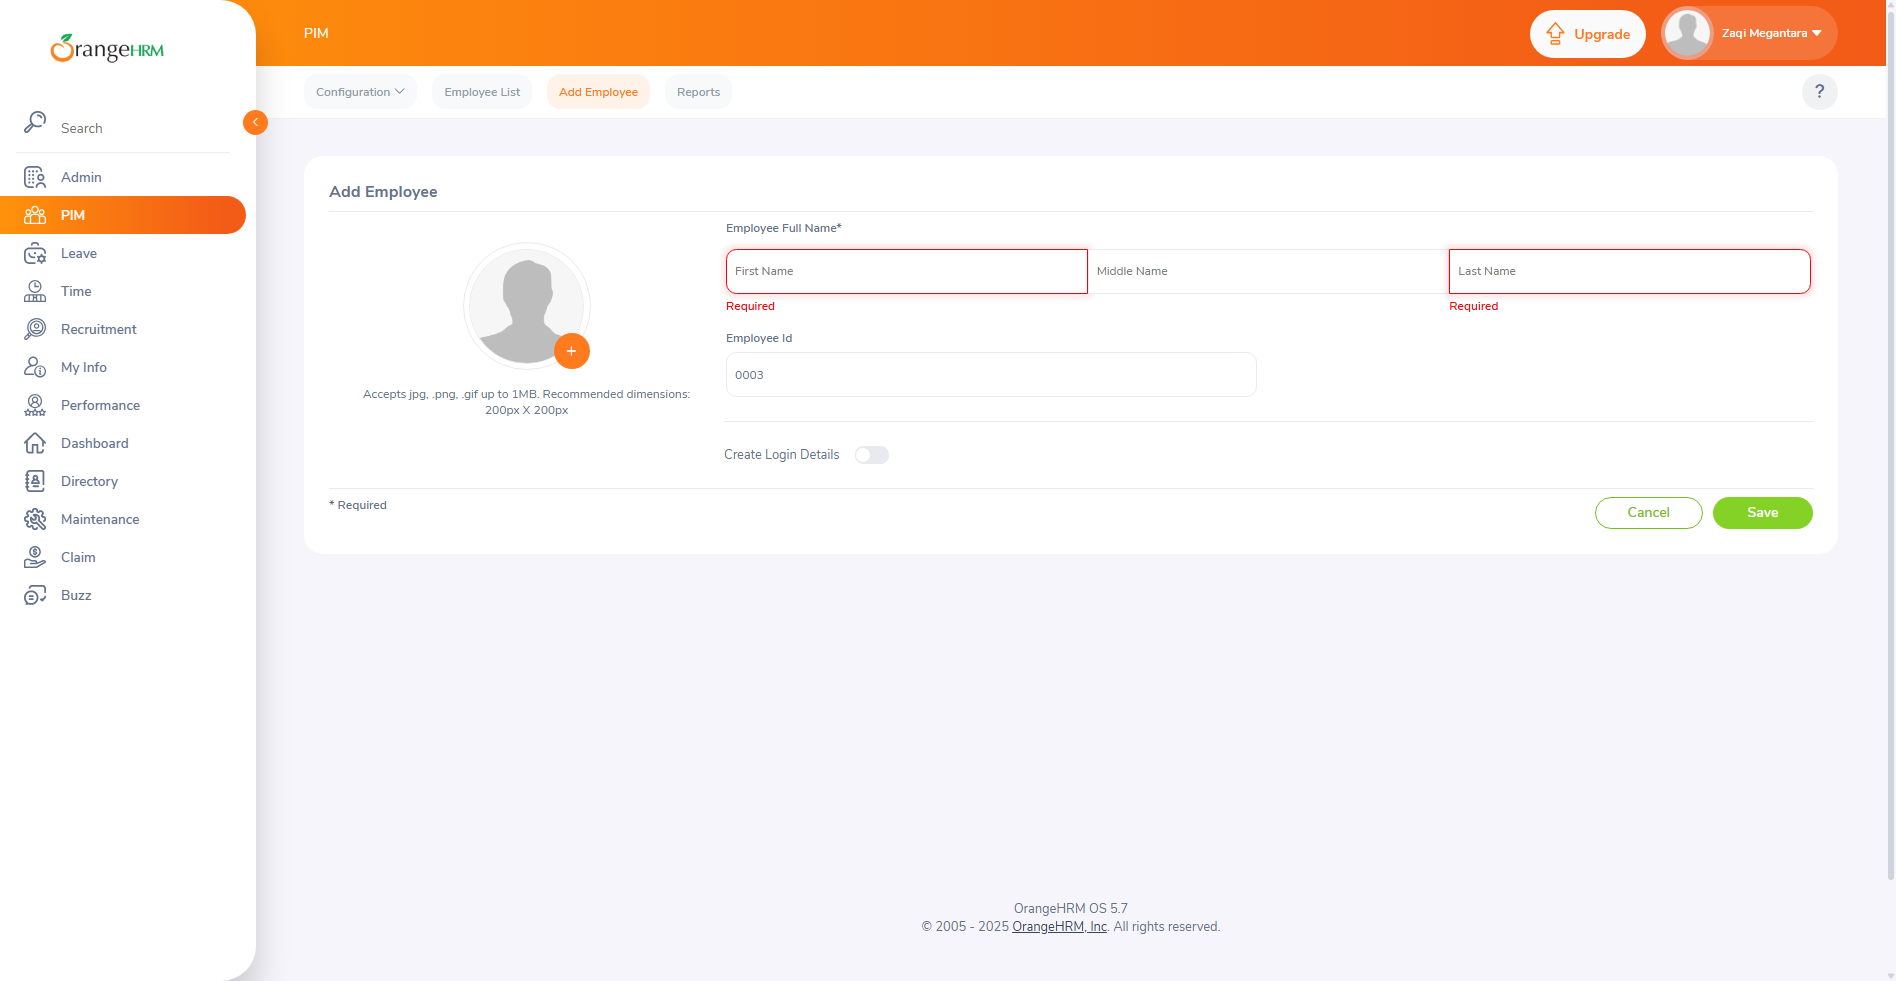 OrangeHRM
PIM
Upgrade
Zaqi Megantara
Configuration
Employee List
Add Employee
Reports
?
Search
Admin
PIM
Leave
Time
Recruitment
My Info
Performance
Dashboard
Directory
Maintenance
Claim
Buzz
Add Employee
Employee Full Name*
First Name
Middle Name
Last Name
Required
Required
Employee Id
0003
Accepts jpg, .png, .gif up to 1MB. Recommended dimensions:
200px X 200px
Create Login Details
* Required
Cancel
Save
OrangeHRM OS 5.7
© 2005 - 2025 OrangeHRM, Inc. All rights reserved.